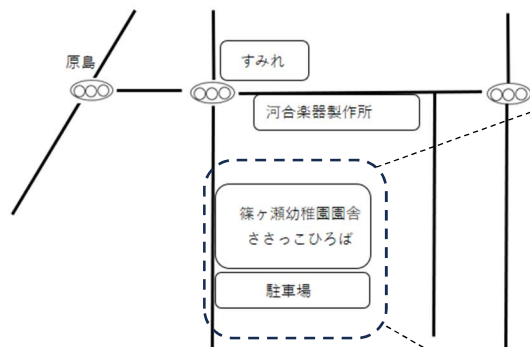 すみれ
原島
河合楽器製作所
篠ヶ瀬幼稚園園舎
ささっこひろば
駐車場